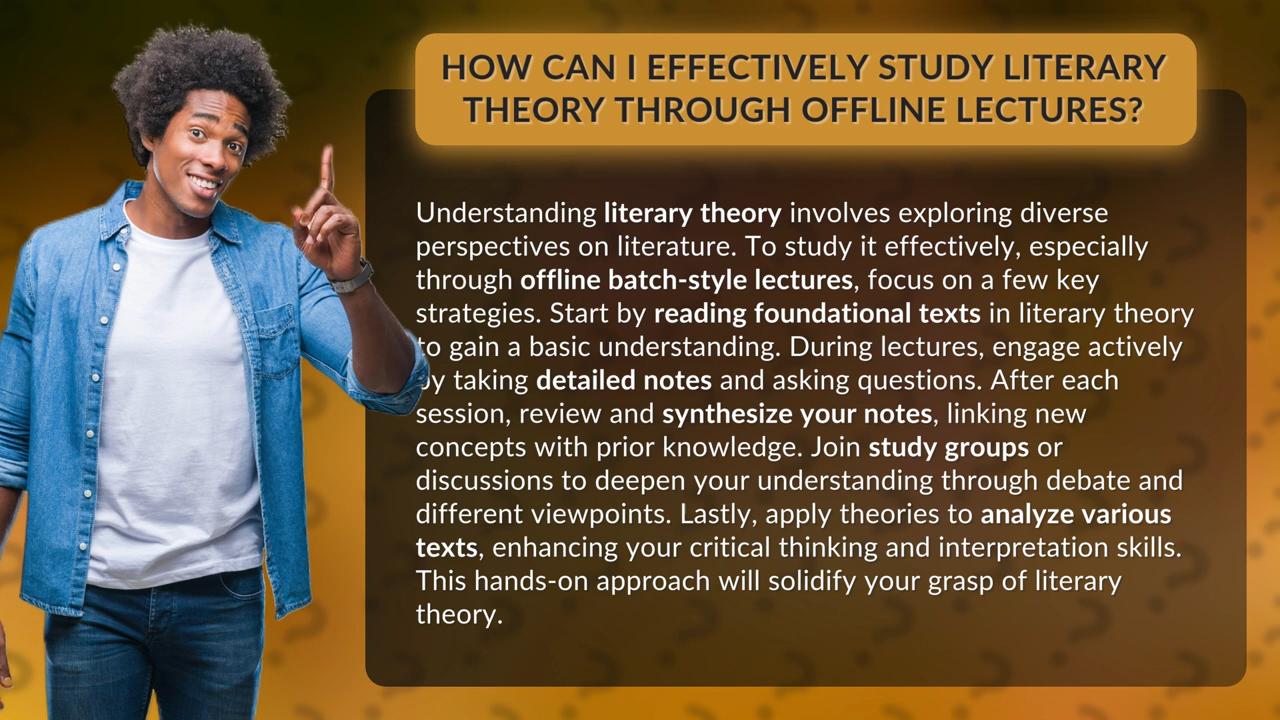 HOW CAN I EFFECTIVELY STUDY LITERARY
THEORY THROUGH OFFLINE LECTURES?
Understanding literary theory involves exploring diverse
perspectives on literature. To study it effectively, especially
through offline batch-style lectures, focus on a few key
strategies. Start by reading foundational texts in literary theory
to gain a basic understanding. During lectures, engage actively
by taking detailed notes and asking questions. After each
session, review and synthesize your notes, linking new
concepts with prior knowledge. Join study groups or
discussions to deepen your understanding through debate and
different viewpoints. Lastly, apply theories to analyze various
texts, enhancing your critical thinking and interpretation skills.
This hands-on approach will solidify your grasp of literary
theory.